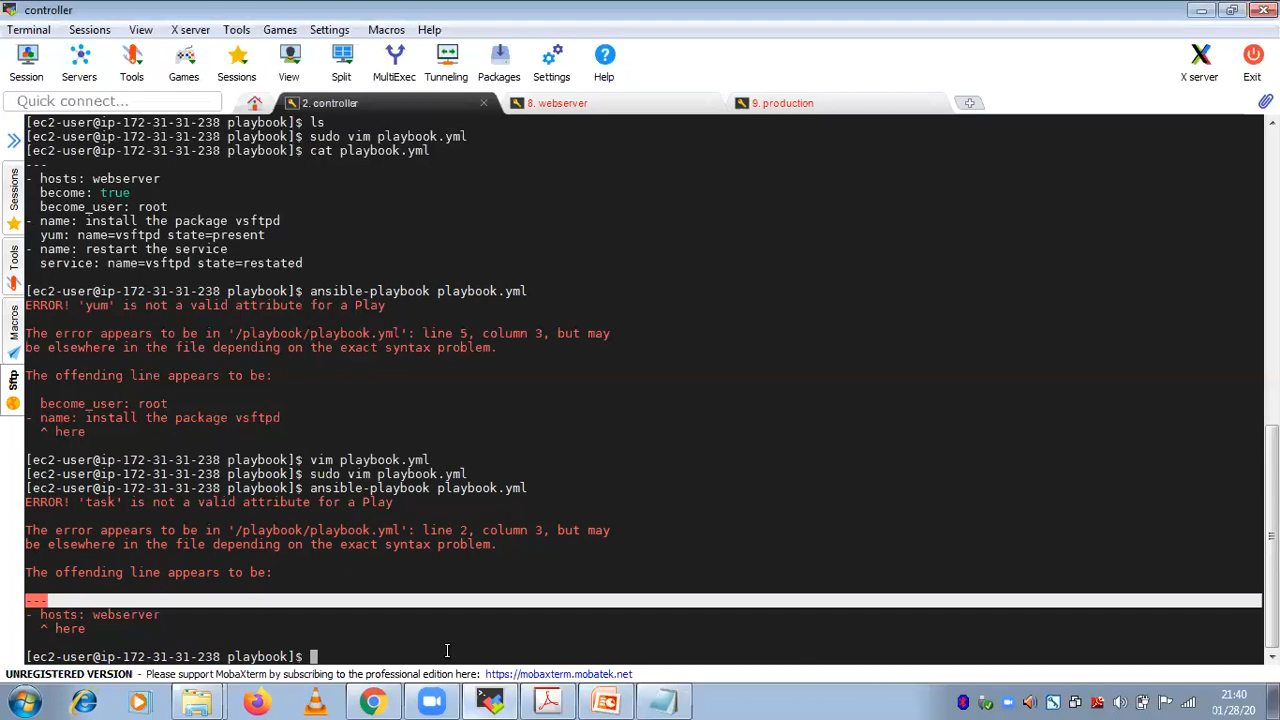 controller
Terminal Sessions View X server Tools Games Settings Macros Help
Session Servers Tools Games Sessions View Split MultiExec Tunneling Packages Settings Help X server Exit
Quick connect...
2. controller
8. webserver
9. production
Sessions
Tools
Macros
Sftp
[ec2-user@ip-172-31-31-238 playbook]$ ls
[ec2-user@ip-172-31-31-238 playbook]$ sudo vim playbook.yml
[ec2-user@ip-172-31-31-238 playbook]$ cat playbook.yml
---
- hosts: webserver
  become: true
  become_user: root
- name: install the package vsftpd
  yum: name=vsftpd state=present
- name: restart the service
  service: name=vsftpd state=restated
[ec2-user@ip-172-31-31-238 playbook]$ ansible-playbook playbook.yml
ERROR! 'yum' is not a valid attribute for a Play
The error appears to be in '/playbook/playbook.yml': line 5, column 3, but may
be elsewhere in the file depending on the exact syntax problem.
The offending line appears to be:
  become_user: root
- name: install the package vsftpd
  ^ here
[ec2-user@ip-172-31-31-238 playbook]$ vim playbook.yml
[ec2-user@ip-172-31-31-238 playbook]$ sudo vim playbook.yml
[ec2-user@ip-172-31-31-238 playbook]$ ansible-playbook playbook.yml
ERROR! 'task' is not a valid attribute for a Play
The error appears to be in '/playbook/playbook.yml': line 2, column 3, but may
be elsewhere in the file depending on the exact syntax problem.
The offending line appears to be:
---
- hosts: webserver
  ^ here
[ec2-user@ip-172-31-31-238 playbook]$
UNREGISTERED VERSION - Please support MobaXterm by subscribing to the professional edition here: https://mobaxterm.mobatek.net
21:40
01/28/20